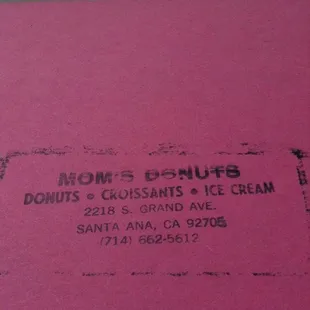 MOM'S DONUTS
DONUTS • CROISSANTS • ICE CREAM
2218 S. GRAND AVE.
SANTA ANA, CA 92705
(714) 662-5612